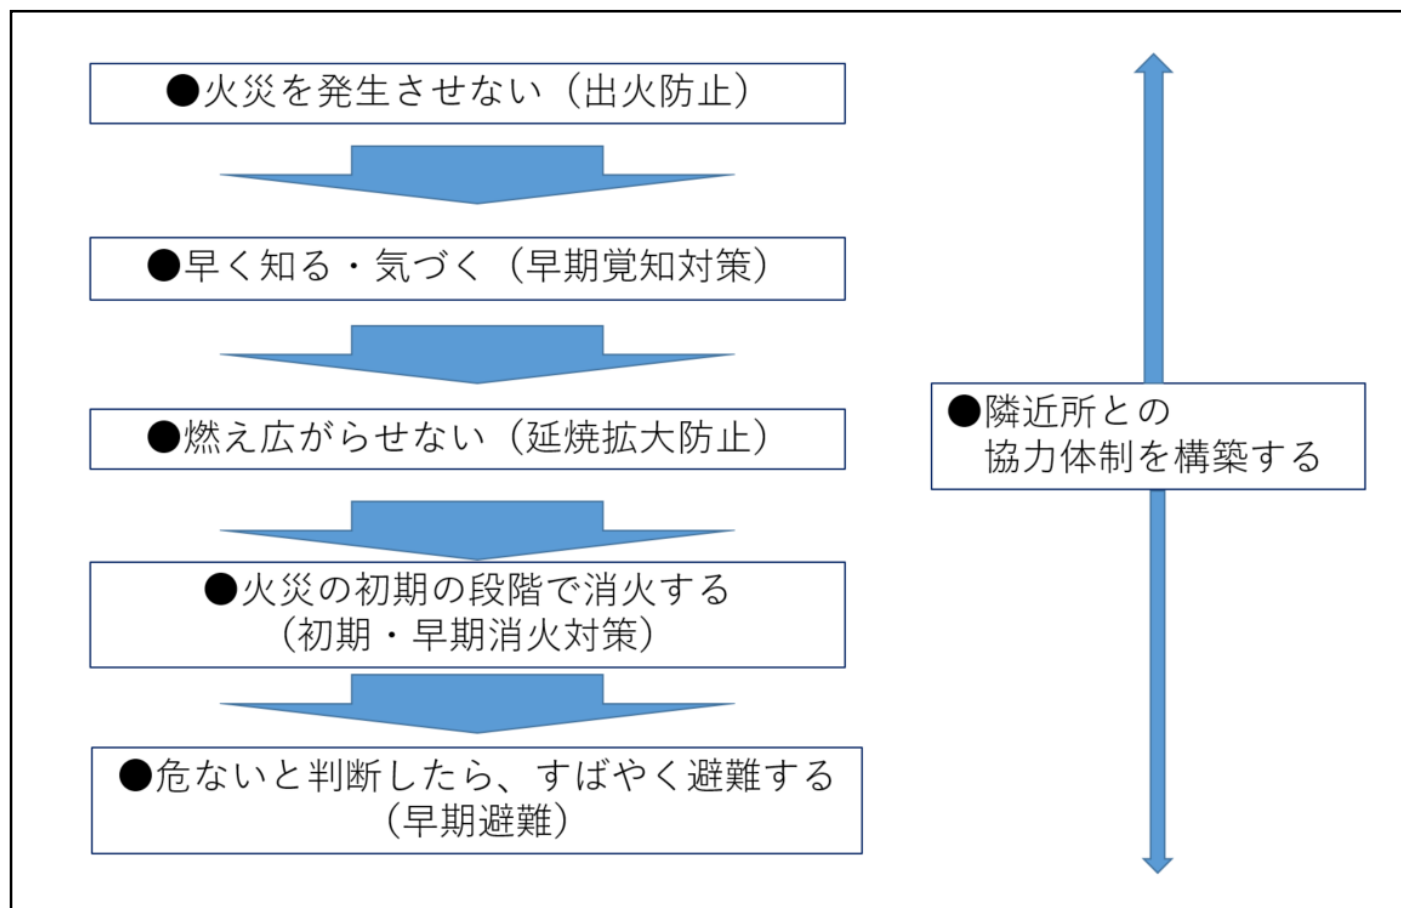 ●火災を発生させない（出火防止）
●早く知る・気づく（早期覚知対策）
●燃え広がらせない（延焼拡大防止）
●火災の初期の段階で消火する
（初期・早期消火対策）
●危ないと判断したら、すばやく避難する
（早期避難）
●隣近所との
協力体制を構築する